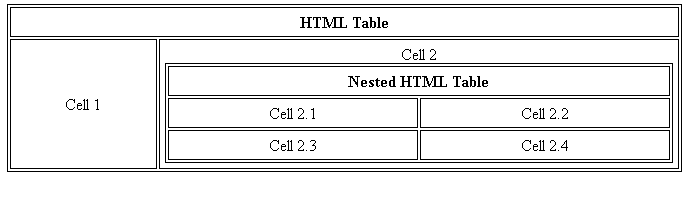 HTML Table
Cell 1
Cell 2
Nested HTML Table
Cell 2.1 Cell 2.2
Cell 2.3 Cell 2.4